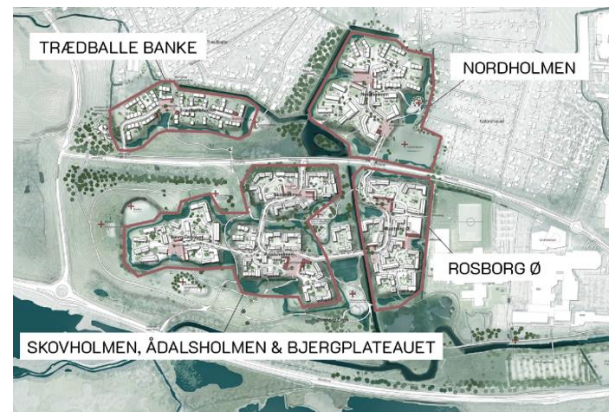 TRÆDBALLE BANKE
NORDHOLMEN
ROSBORG Ø
SKOVHOLMEN, ÅDALSHOLMEN & BJERGPLATEAUET